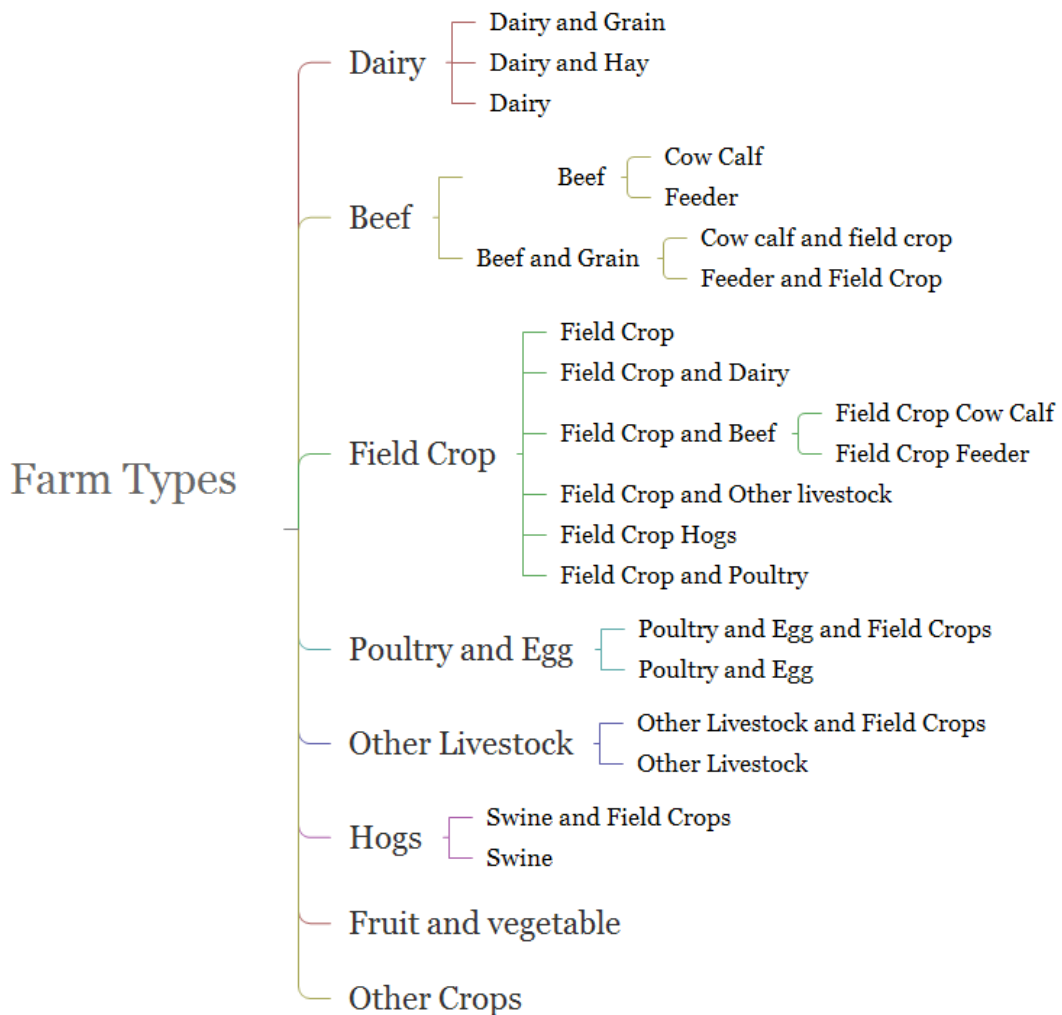 Farm Types
Dairy
Dairy and Grain
Dairy and Hay
Dairy
Beef
Beef
Cow Calf
Feeder
Beef and Grain
Cow calf and field crop
Feeder and Field Crop
Field Crop
Field Crop
Field Crop and Dairy
Field Crop and Beef
Field Crop Cow Calf
Field Crop Feeder
Field Crop and Other livestock
Field Crop Hogs
Field Crop and Poultry
Poultry and Egg
Poultry and Egg and Field Crops
Poultry and Egg
Other Livestock
Other Livestock and Field Crops
Other Livestock
Hogs
Swine and Field Crops
Swine
Fruit and vegetable
Other Crops